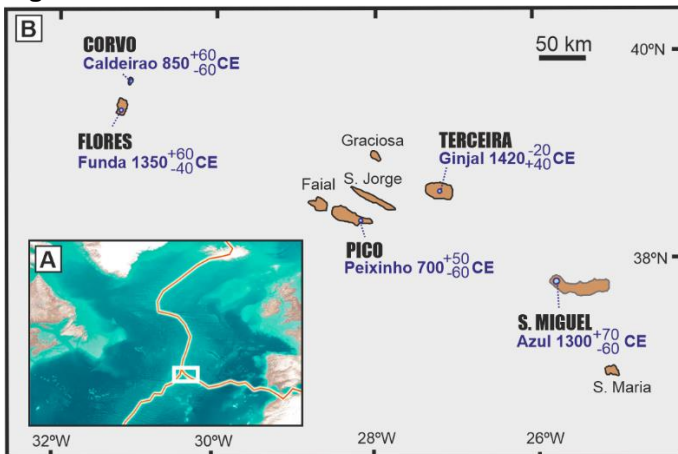 B
CORVO
Caldeirao 850 +60 -60 CE
FLORES
Funda 1350 +60 -40 CE
50 km
40ºN
Graciosa
TERCEIRA
Ginjal 1420 -20 +40 CE
S. Jorge
Faial
PICO
Peixinho 700 +50 -60 CE
38ºN
A
S. MIGUEL
Azul 1300 +70 -60 CE
S. Maria
32ºW
30ºW
28ºW
26ºW